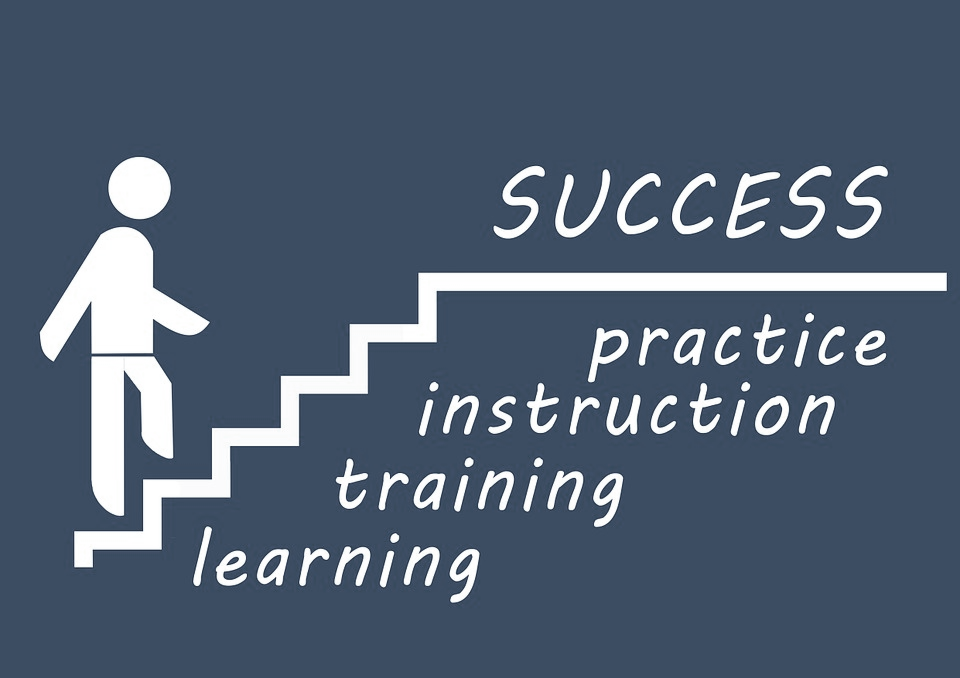 SUCCESS
practice
instruction
training
learning